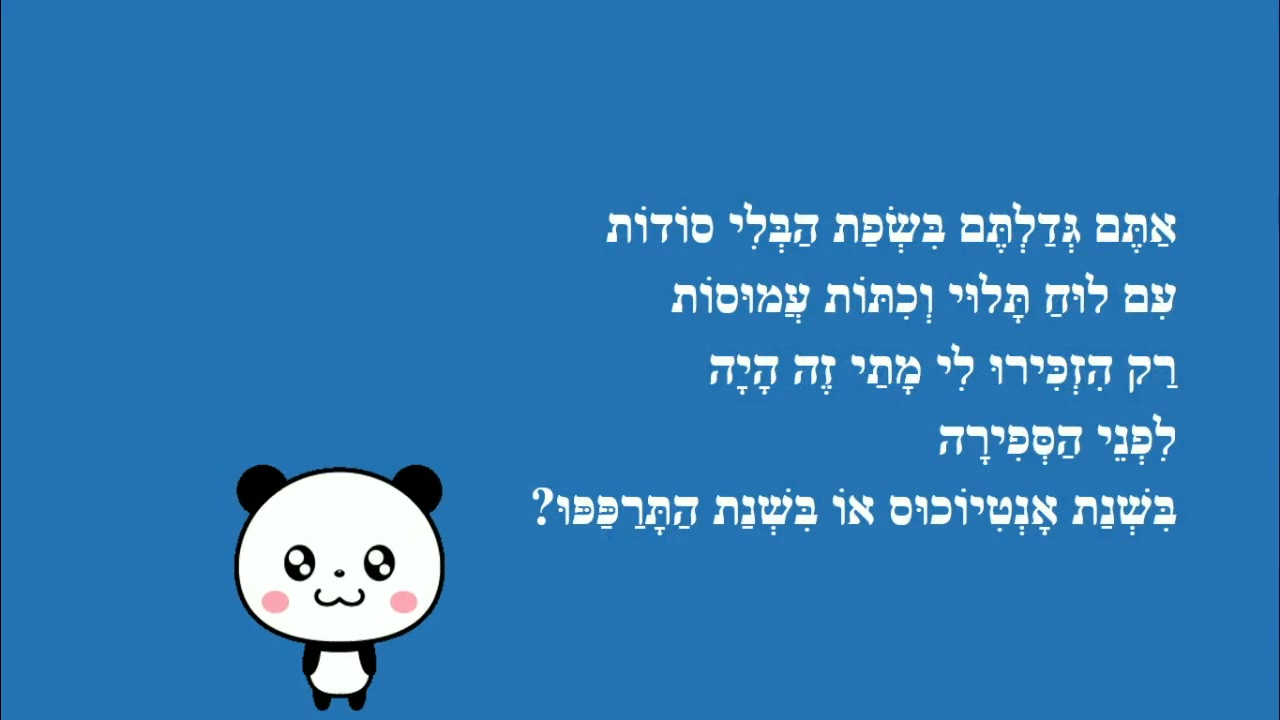 אַתֶּם גְּדַלְתֶּם בִּשְׂפַת הַבְּלִי סוֹדוֹת
עִם לוּחַ תָּלוּי וְכִתּוֹת עֲמוּסוֹת
רַק הִזְכִּירוּ לִי מָתַי זֶה הָיָה
לִפְנֵי הַסְּפִירָה
בִּשְׁנַת אָנְטִיוֹכוּס אוֹ בִּשְׁנַת הַתָּרַפַּפּוּ?